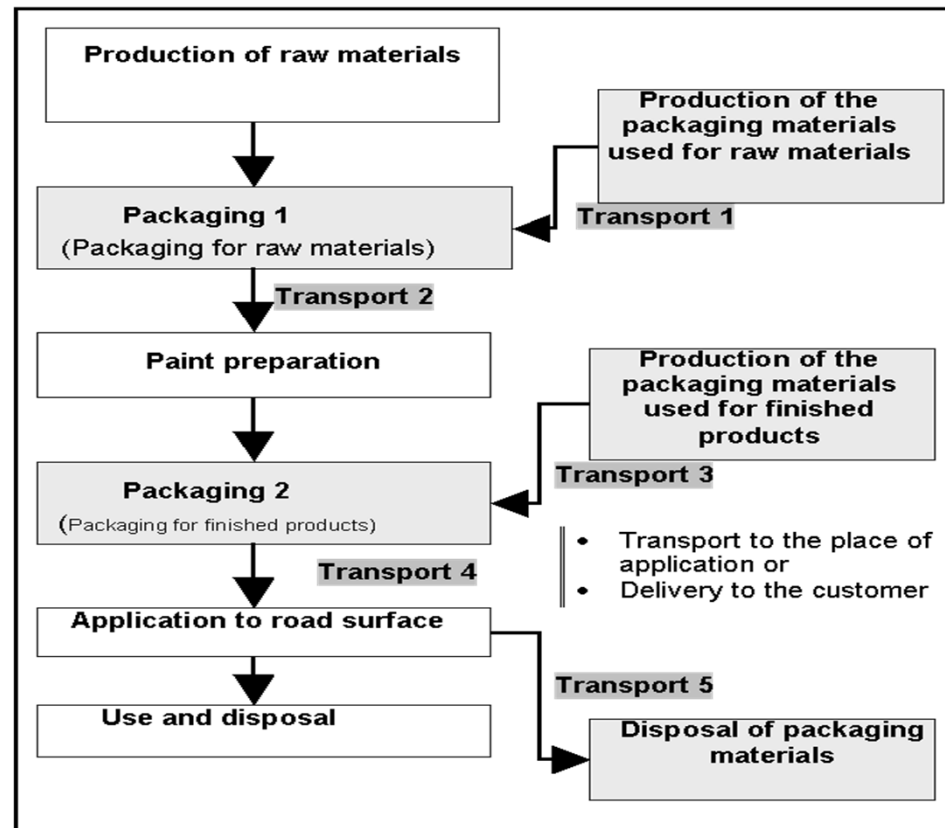 Production of raw materials
Production of the
packaging materials
used for raw materials
Packaging 1
(Packaging for raw materials)
Transport 1
Transport 2
Paint preparation
Production of the
packaging materials
used for finished
products
Packaging 2
(Packaging for finished products)
Transport 3
• Transport to the place of
application or
• Delivery to the customer
Transport 4
Application to road surface
Transport 5
Use and disposal
Disposal of packaging
materials